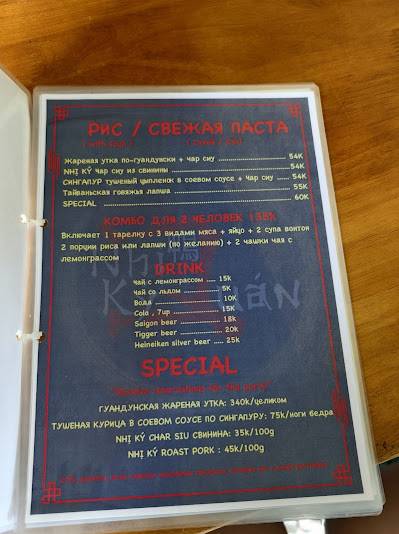 РИС / СВЕЖАЯ ПАСТА
Жареная утка по-гуандунски + чар сиу 54K
NHỊ KÝ чар сиу из свинины 54K
СИНГАПУР тушеный цыпленок в соевом соусе + чар сиу 54K
Тайваньская говяжья лапша 55K
SPECIAL 60K
КОМБО ДЛЯ 2 ЧЕЛОВЕК 138K
Включает 1 тарелку с 3 видами мяса + яйцо + 2 супа вонтон
2 порции риса или лапши (по желанию) + 2 чашки чая с
лемонграссом
DRINK
Чай с лемонграссом 15k
Чай со льдом 5k
Вода 10K
Cola , 7up 15K
Saigon beer 18k
Tigger beer 20k
Heineiken silver beer 25k
SPECIAL
ГУАНДУНСКАЯ ЖАРЕНАЯ УТКА: 340k/целиком
ТУШЕНАЯ КУРИЦА В СОЕВОМ СОУСЕ ПО СИНГАПУРУ: 75k/ноги бедра
NHỊ KÝ CHAR SIU СВИНИНА: 35k/100g
NHỊ KÝ ROAST PORK : 45k/100g